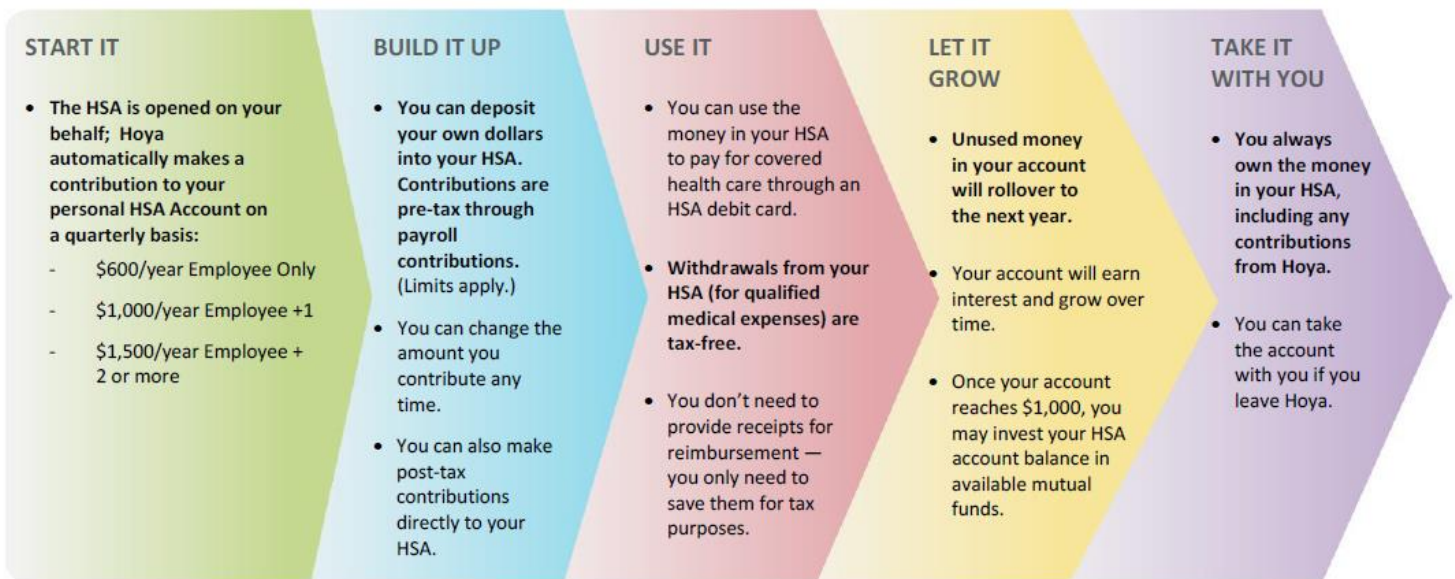 START IT
• The HSA is opened on your
behalf; Hoya
automatically makes a
contribution to your
personal HSA Account on
a quarterly basis:
- $600/year Employee Only
- $1,000/year Employee +1
- $1,500/year Employee +
2 or more
BUILD IT UP
• You can deposit
your own dollars
into your HSA.
Contributions are
pre-tax through
payroll
contributions.
(Limits apply.)
• You can change the
amount you
contribute any
time.
• You can also make
post-tax
contributions
directly to your
HSA.
USE IT
• You can use the
money in your HSA
to pay for covered
health care through an
HSA debit card.
• Withdrawals from your
HSA (for qualified
medical expenses) are
tax-free.
• You don’t need to
provide receipts for
reimbursement —
you only need to
save them for tax
purposes.
LET IT
GROW
• Unused money
in your account
will rollover to
the next year.
• Your account will earn
interest and grow over
time.
• Once your account
reaches $1,000, you
may invest your HSA
account balance in
available mutual
funds.
TAKE IT
WITH YOU
• You always
own the money
in your HSA,
including any
contributions
from Hoya.
• You can take
the account
with you if you
leave Hoya.